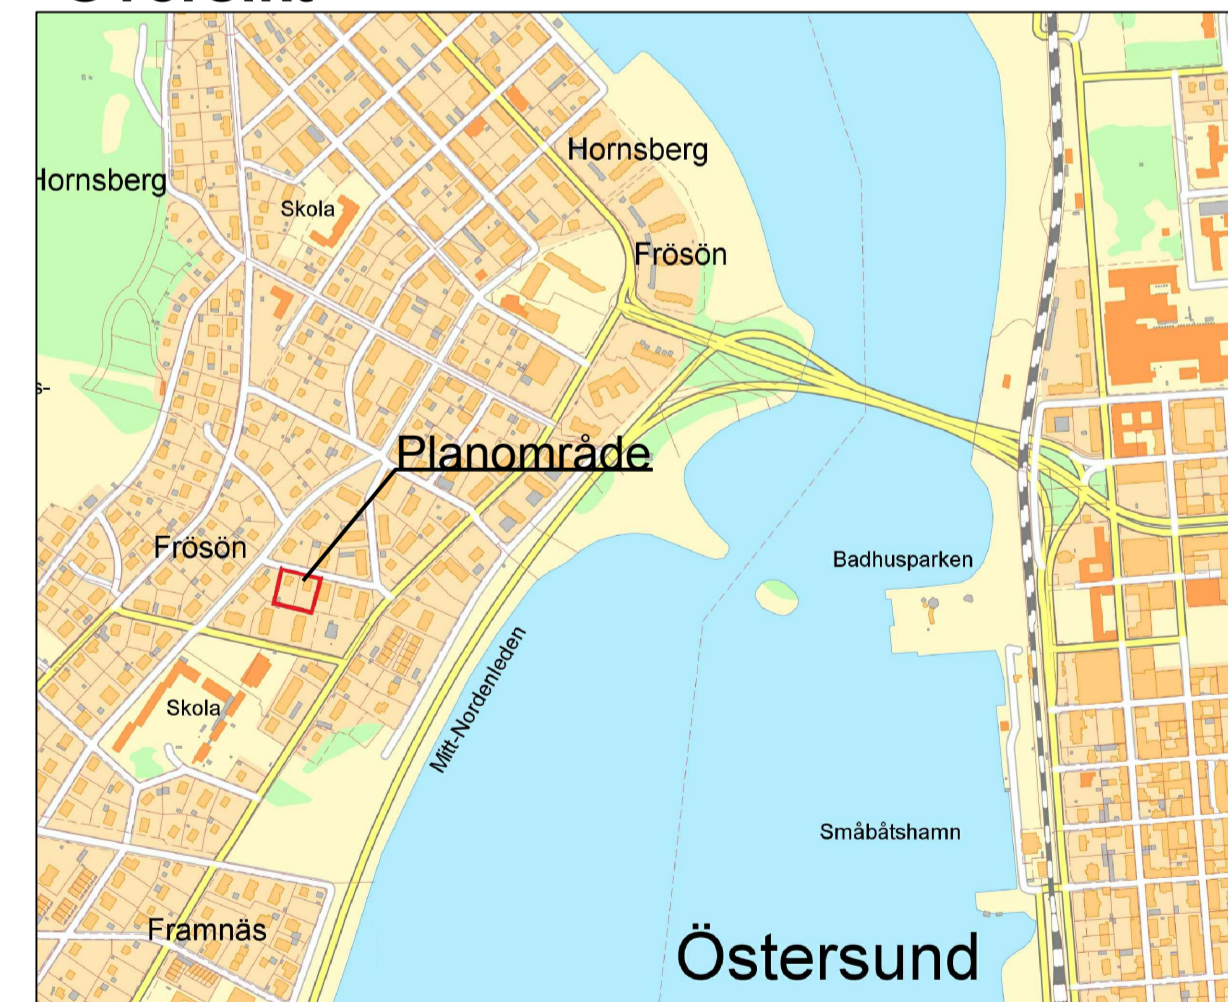 Hornsberg
Hornsberg
Skola
Frösön
s-
Planområde
Frösön
Badhusparken
Mitt-Nordenleden
Skola
Småbåtshamn
Framnäs
Östersund